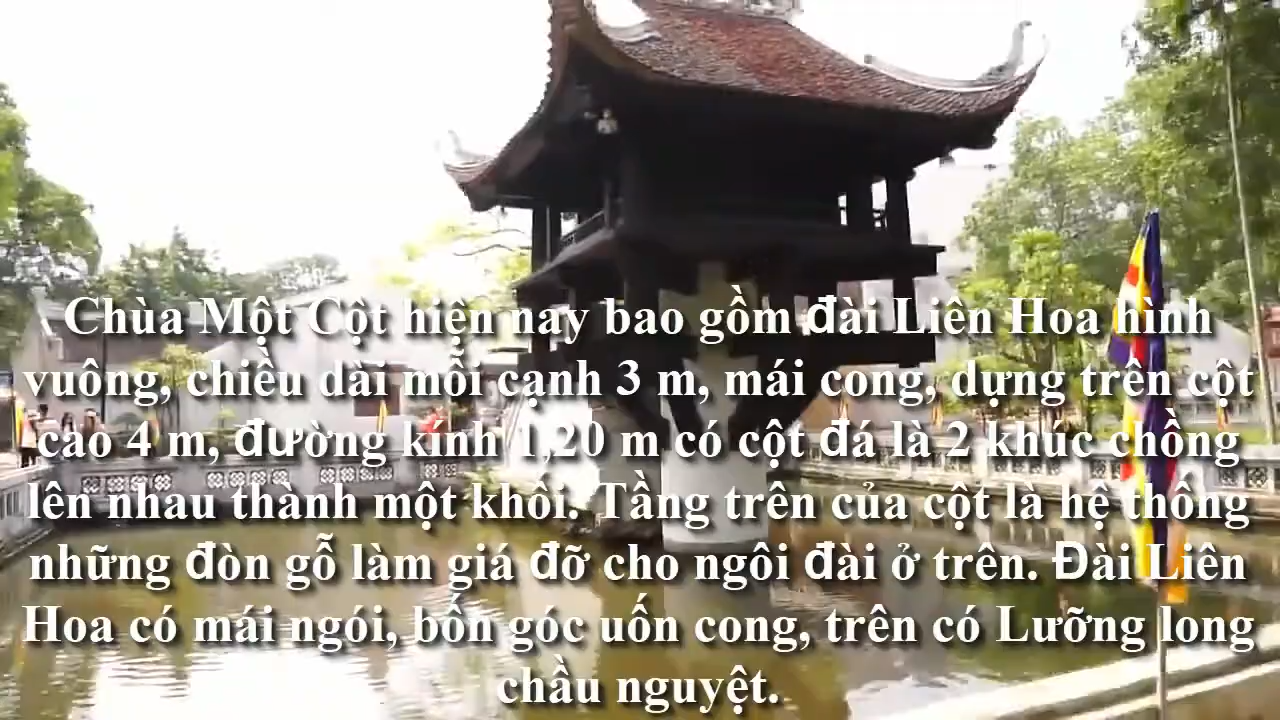 Chùa Một Cột hiện nay bao gồm đài Liên Hoa hình
vuông, chiều dài mỗi cạnh 3 m, mái cong, dựng trên cột
cao 4 m, đường kính 1,20 m có cột đá là 2 khúc chồng
lên nhau thành một khối. Tầng trên của cột là hệ thống
những đòn gỗ làm giá đỡ cho ngôi đài ở trên. Đài Liên
Hoa có mái ngói, bốn góc uốn cong, trên có Lưỡng long
chầu nguyệt.